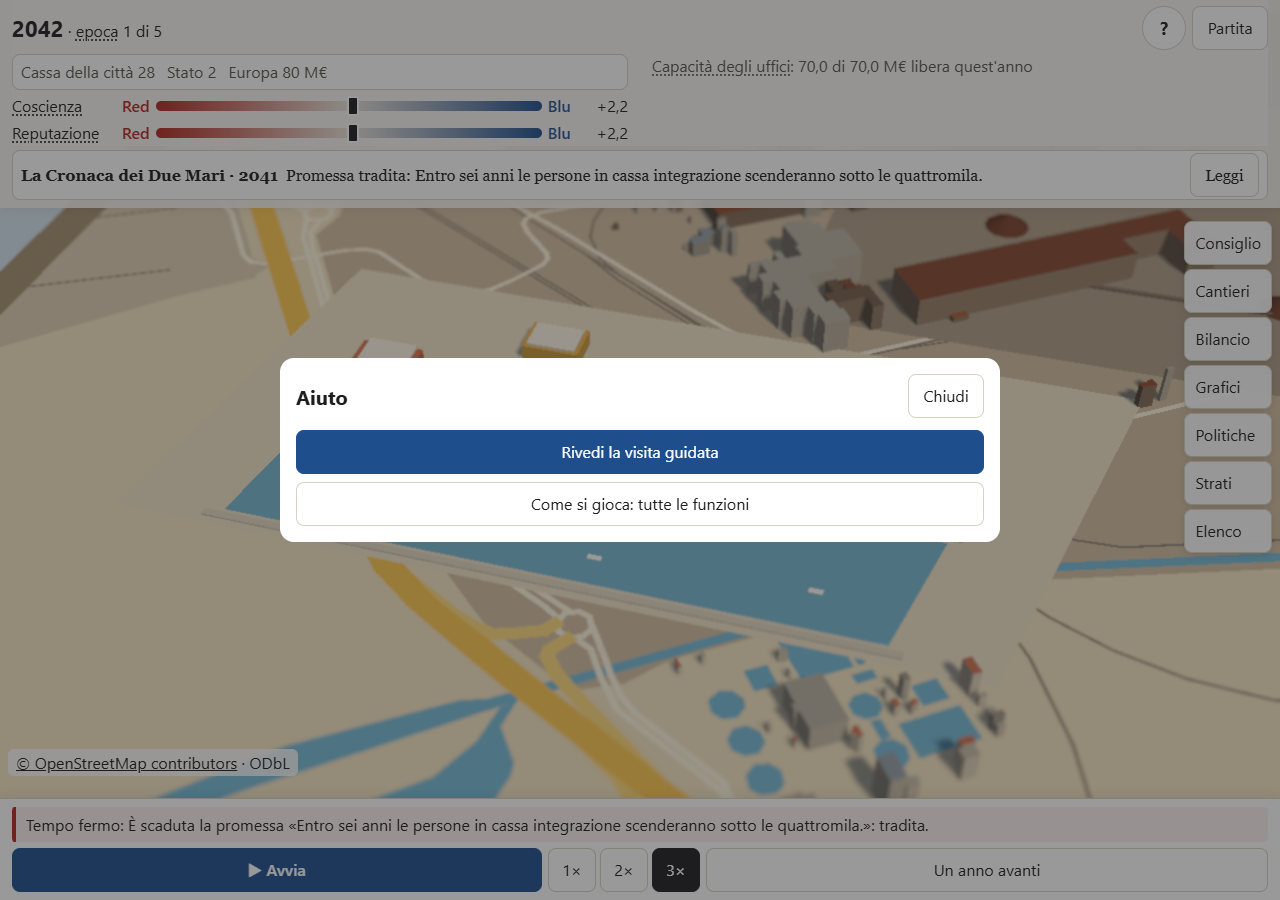 2042 · epoca 1 di 5
?
Partita
Cassa della città 28 Stato 2 Europa 80 M€
Capacità degli uffici: 70,0 di 70,0 M€ libera quest'anno
Coscienza Red Blu +2,2
Reputazione Red Blu +2,2
La Cronaca dei Due Mari · 2041 Promessa tradita: Entro sei anni le persone in cassa integrazione scenderanno sotto le quattromila.
Leggi
Consiglio
Cantieri
Bilancio
Grafici
Politiche
Strati
Elenco
Aiuto
Chiudi
Rivedi la visita guidata
Come si gioca: tutte le funzioni
© OpenStreetMap contributors · ODbL
Tempo fermo: È scaduta la promessa «Entro sei anni le persone in cassa integrazione scenderanno sotto le quattromila.»: tradita.
▶ Avvia
1×
2×
3×
Un anno avanti